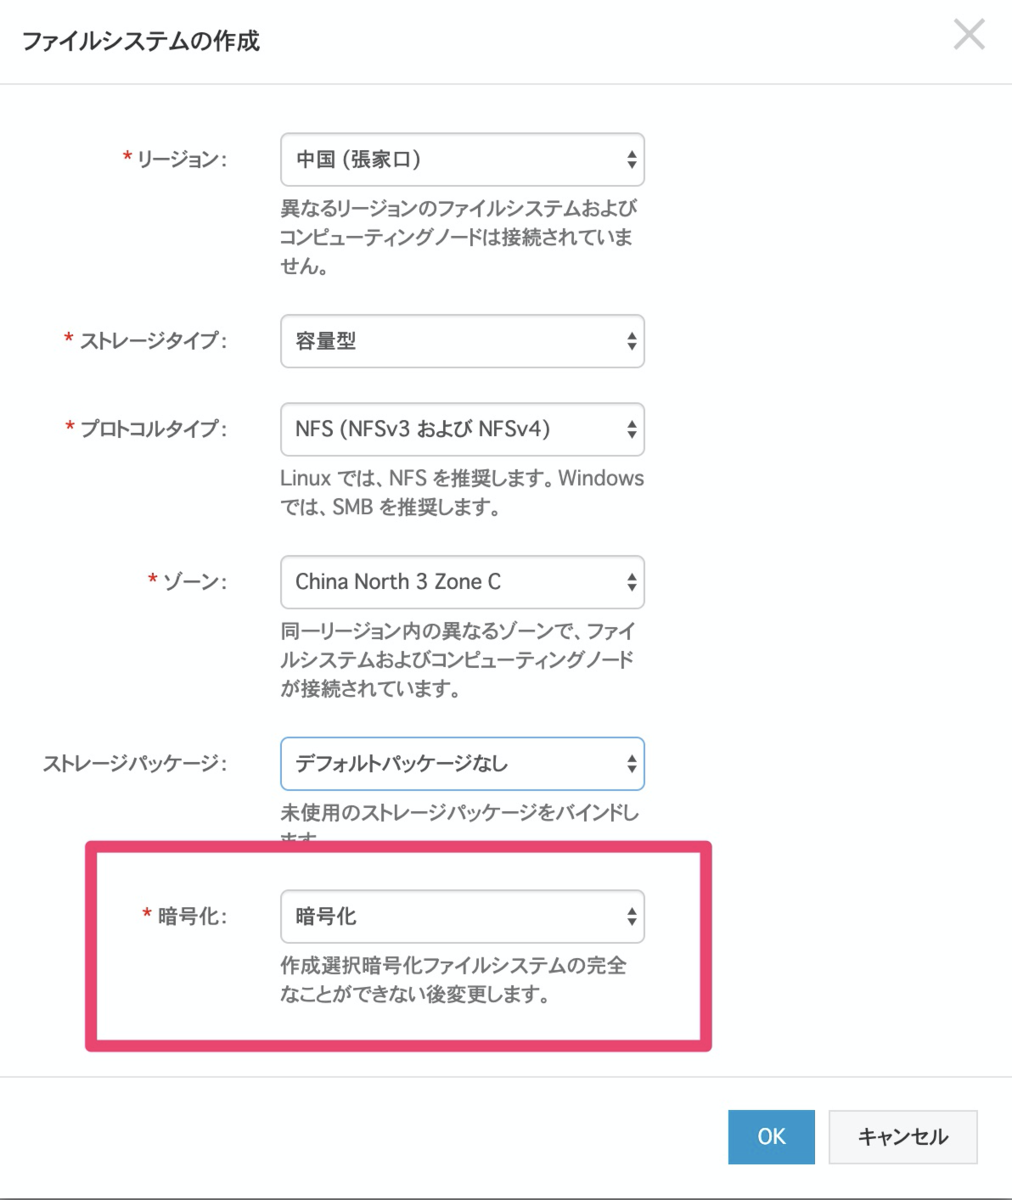 ファイルシステムの作成
* リージョン:
中国 (張家口)
異なるリージョンのファイルシステムおよび
コンピューティングノードは接続されていま
せん。
* ストレージタイプ:
容量型
* プロトコルタイプ:
NFS (NFSv3 および NFSv4)
Linux では、NFS を推奨します。Windows
では、SMB を推奨します。
* ゾーン:
China North 3 Zone C
同一リージョン内の異なるゾーンで、ファイ
ルシステムおよびコンピューティングノード
が接続されています。
ストレージパッケージ:
デフォルトパッケージなし
未使用のストレージパッケージをバインドし
ます。
* 暗号化:
暗号化
作成選択暗号化ファイルシステムの完全
なことができない後変更します。
OK
キャンセル